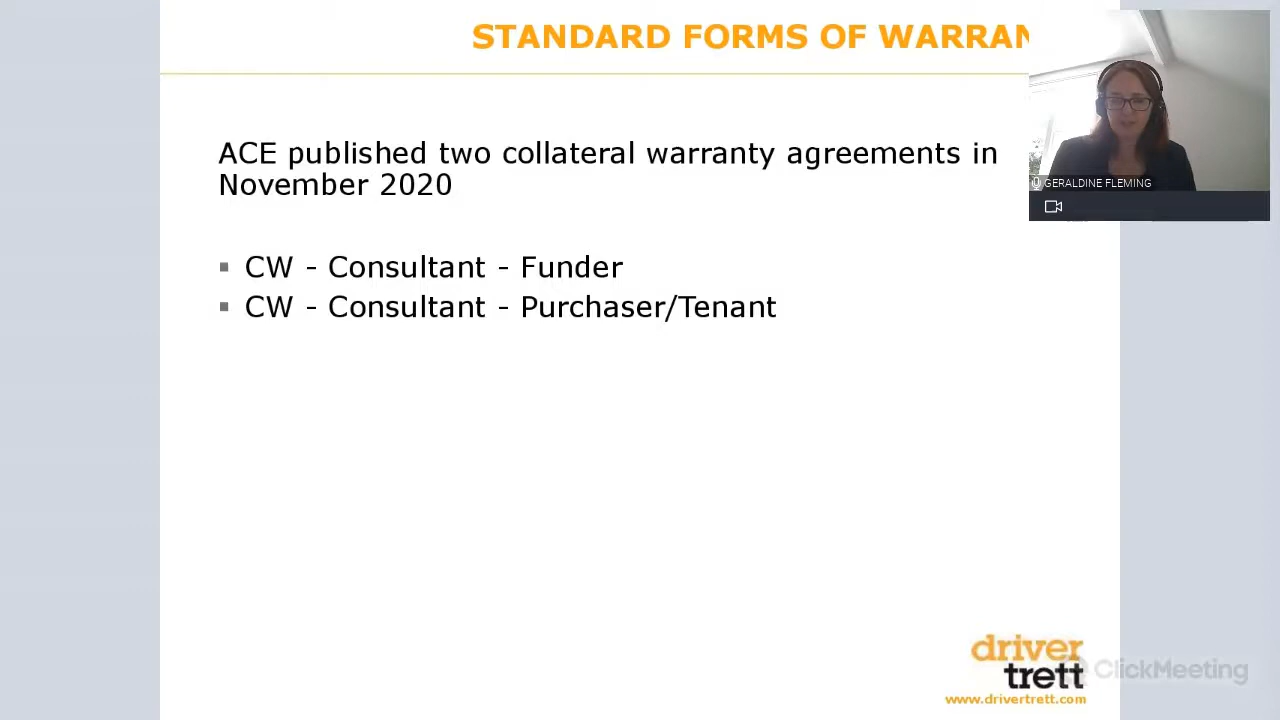 STANDARD FORMS OF WARRAN
ACE published two collateral warranty agreements in
November 2020
▪ CW - Consultant - Funder
▪ CW - Consultant - Purchaser/Tenant
GERALDINE FLEMING
driver
trett
www.drivertrett.com
ClickMeeting